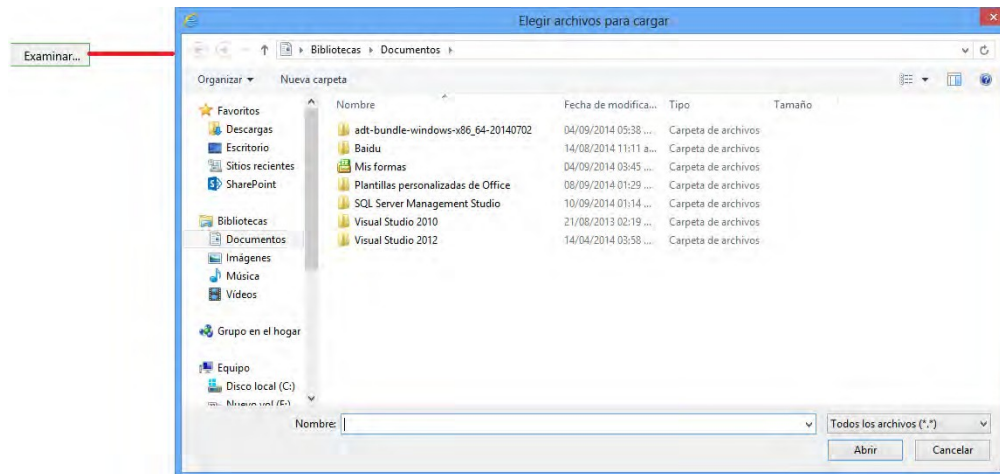 Elegir archivos para cargar
Examinar...
Bibliotecas Documentos
Organizar Nueva carpeta
Nombre Fecha de modifica... Tipo Tamaño
Favoritos
Descargas
Escritorio
Sitios recientes
SharePoint
Bibliotecas
Documentos
Imágenes
Música
Vídeos
Grupo en el hogar
Equipo
Disco local (C:)
Nuevo vol (E:)
adt-bundle-windows-x86_64-20140702 04/09/2014 05:38 ... Carpeta de archivos
Baidu 14/08/2014 11:11 a... Carpeta de archivos
Mis formas 04/09/2014 03:45 ... Carpeta de archivos
Plantillas personalizadas de Office 08/09/2014 01:29 ... Carpeta de archivos
SQL Server Management Studio 10/09/2014 01:14 ... Carpeta de archivos
Visual Studio 2010 21/08/2013 02:19 ... Carpeta de archivos
Visual Studio 2012 14/04/2014 03:58 ... Carpeta de archivos
Nombre: Todos los archivos (*.*)
Abrir Cancelar